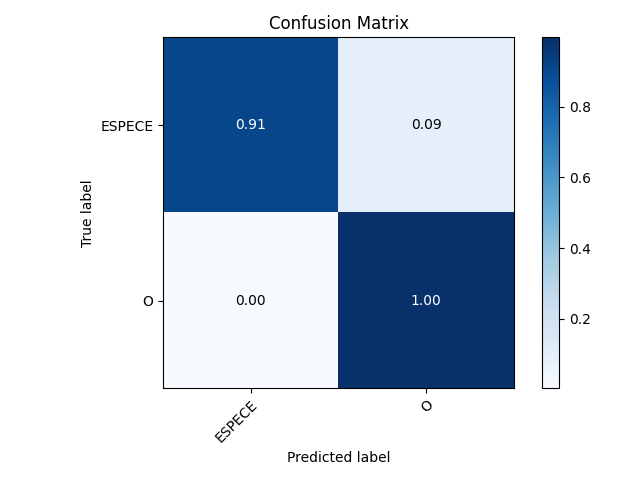 Confusion Matrix
ESPECE
0.91
0.09
0.8
0.6
True label
0.4
O
0.00
1.00
0.2
ESPECE
O
Predicted label